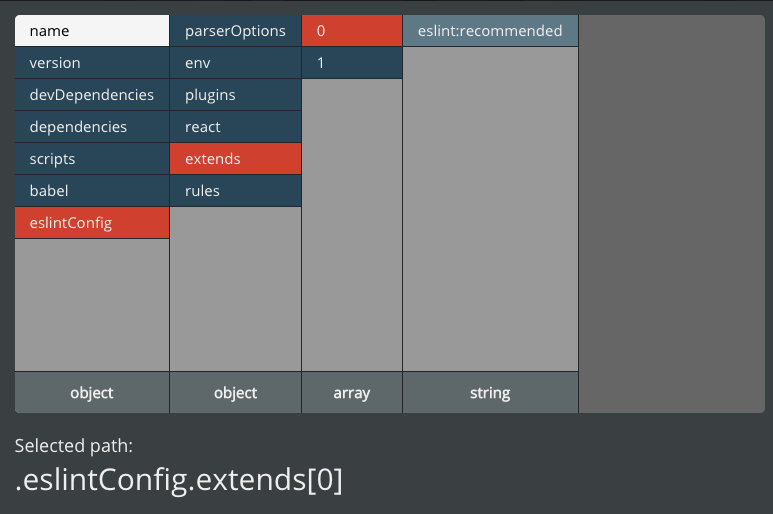 name
version
devDependencies
dependencies
scripts
babel
eslintConfig
object
parserOptions
env
plugins
react
extends
rules
object
0
1
array
eslint:recommended
string
Selected path:
.eslintConfig.extends[0]